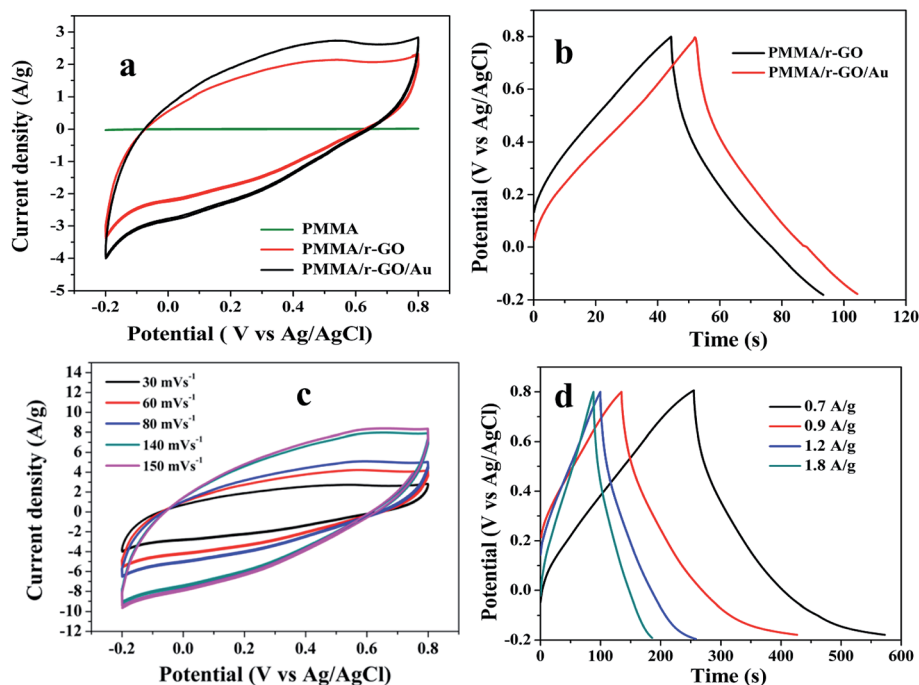 a
Current density (A/g)
3
2
1
0
-1
-2
-3
-4
-5
PMMA
PMMA/r-GO
PMMA/r-GO/Au
-0.2 0.0 0.2 0.4 0.6 0.8
Potential ( V vs Ag/AgCl)
b
Potential (V vs Ag/AgCl)
0.8
0.4
0.2
0.0
-0.2
PMMA/r-GO
PMMA/r-GO/Au
0 20 40 60 80 100 120
Time (s)
c
Currrent density (A/g)
14
12
10
8
6
4
2
0
-2
-4
-6
-8
-10
-12
30 mVs⁻¹
60 mVs⁻¹
80 mVs⁻¹
140 mVs⁻¹
150 mVs⁻¹
-0.2 0.0 0.2 0.4 0.6 0.8
Potential (V vs Ag/AgCl)
d
Potential (V vs Ag/AgCl)
0.8
0.4
0.0
-0.2
0.7 A/g
0.9 A/g
1.2 A/g
1.8 A/g
0 100 200 300 400 500 600
Time (s)